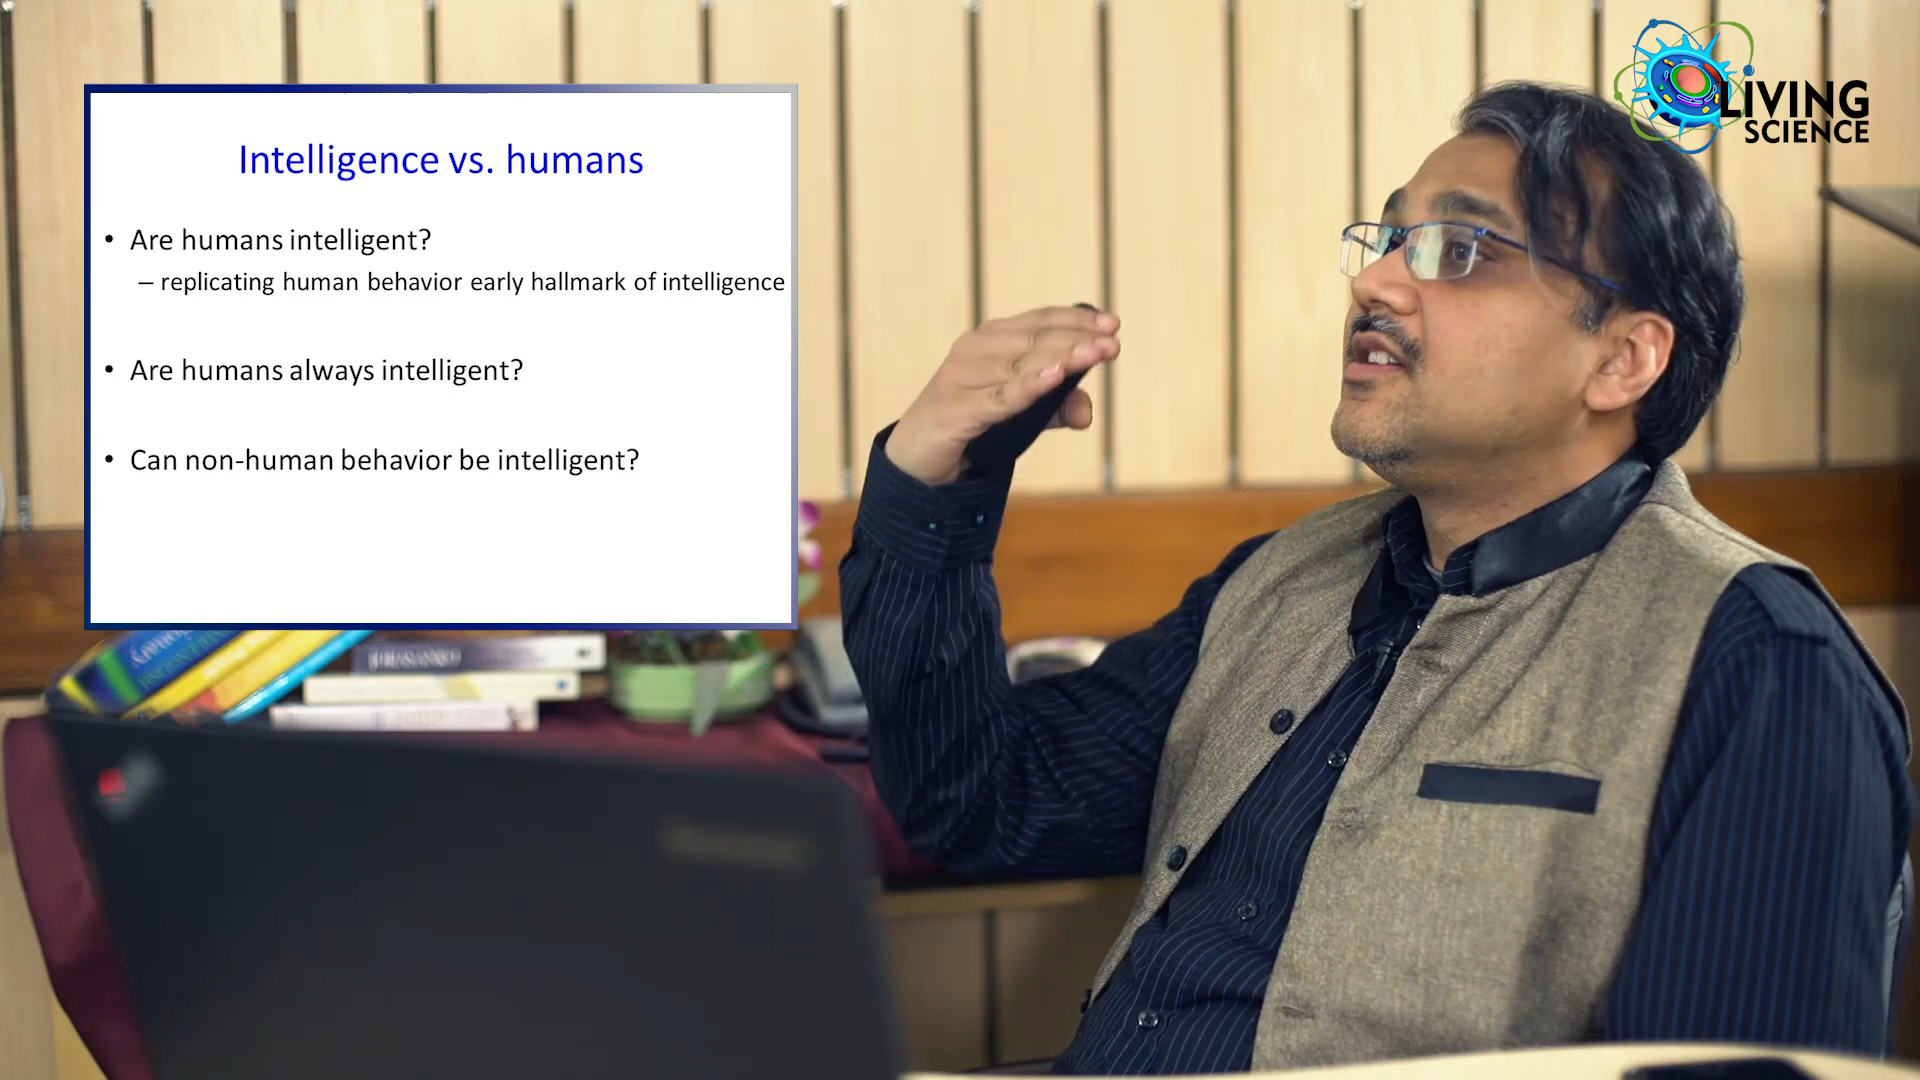 LIVING
SCIENCE
Intelligence vs. humans
• Are humans intelligent?
– replicating human behavior early hallmark of intelligence
• Are humans always intelligent?
• Can non-human behavior be intelligent?